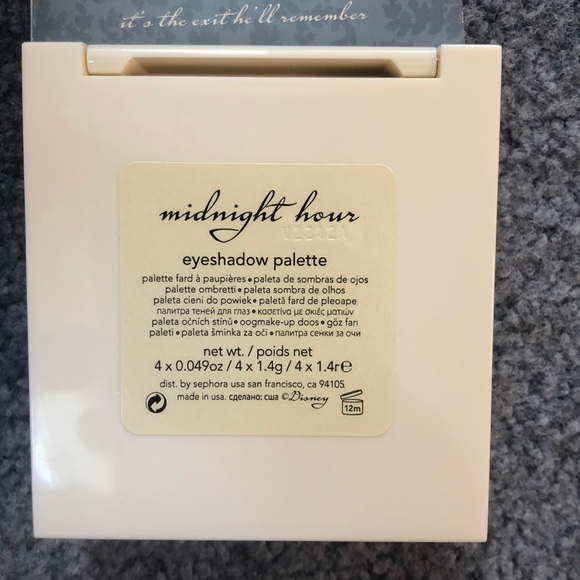 it's the exit he'll remember
midnight hour
eyeshadow palette
palette fard à paupières • paleta de sombras de ojos
palette ombretti • paleta sombra de olhos
paleta cieni do powiek • paletă fard de pleoape
палитра теней для глаз • κασετίνα με σκιές ματιών
paleta očních stínů • oogmake-up doos • göz farı
paleti • paleta šminka za oči • палитра сенки за очи
net wt. / poids net
4 x 0.049oz / 4 x 1.4g / 4 x 1.4г℮
dist. by sephora usa san francisco, ca 94105.
made in usa. сделано: сша ©Disney
12m